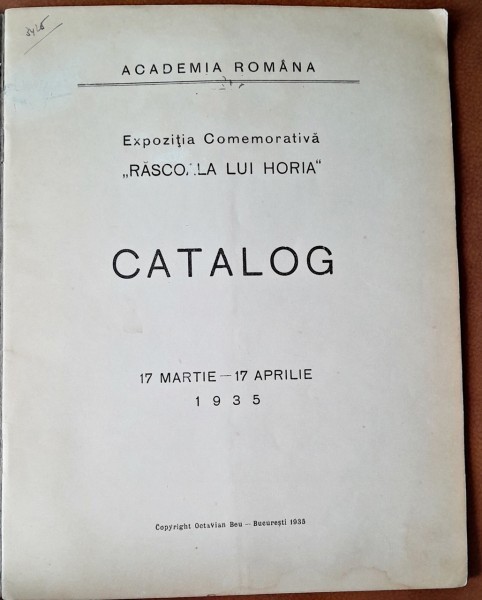 ACADEMIA ROMÂNA
Expoziţia Comemorativă
„RĂSCOALA LUI HORIA“
CATALOG
17 MARTIE — 17 APRILIE
1935
Copyright Octavian Beu — Bucureşti 1935